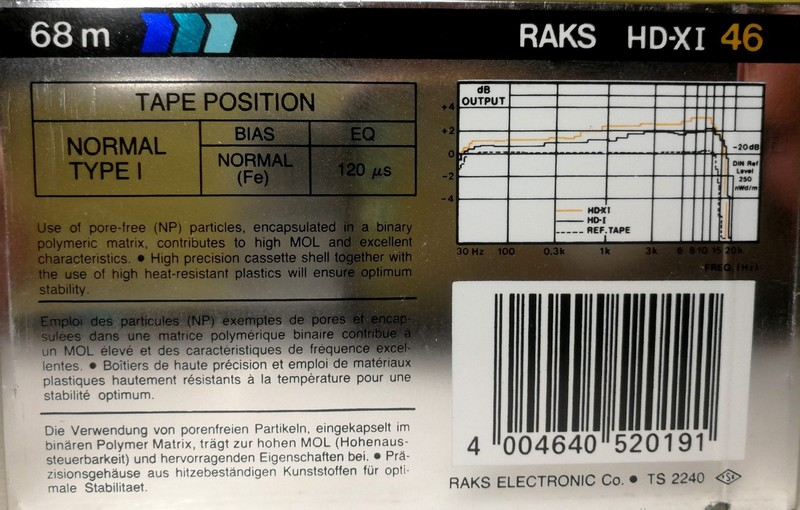 68 m
RAKS HD-XI 46
TAPE POSITION
NORMAL TYPE I
BIAS
EQ
NORMAL (Fe)
120 µs
Use of pore-free (NP) particles, encapsulated in a binary
polymeric matrix, contributes to high MOL and excellent
characteristics. ● High precision cassette shell together with
the use of high heat-resistant plastics will ensure optimum
stability.
Emploi des particules (NP) exemptes de pores et encap-
sulées dans une matrice polymérique binaire contribue à
un MOL élevé et des caractéristiques de fréquence excel-
lentes. ● Boîtiers de haute précision et emploi de matériaux
plastiques hautement résistants à la tempèrature pour une
stabilité optimum.
Die Verwendung von porenfreien Partikeln, eingekapselt im
binären Polymer Matrix, trägt zur hohen MOL (Hohenaus-
steuerbarkeit) und hervorragenden Eigenschaften bei. ● Prä-
zisionsgehäuse aus hitzebeständigen Kunststoffen für opti-
male Stabilitaet.
dB
OUTPUT
+4
+2
0
-2
-4
-20dB
DIN Ref
Level
250
nWd/m
HD-XI
HD-I
REF. TAPE
30 Hz 100 0.3k 1k 3k 6 8 10 15 20k
FREQ. (Hz)
4 004640 520191
RAKS ELECTRONIC Co. ● TS 2240 TSE